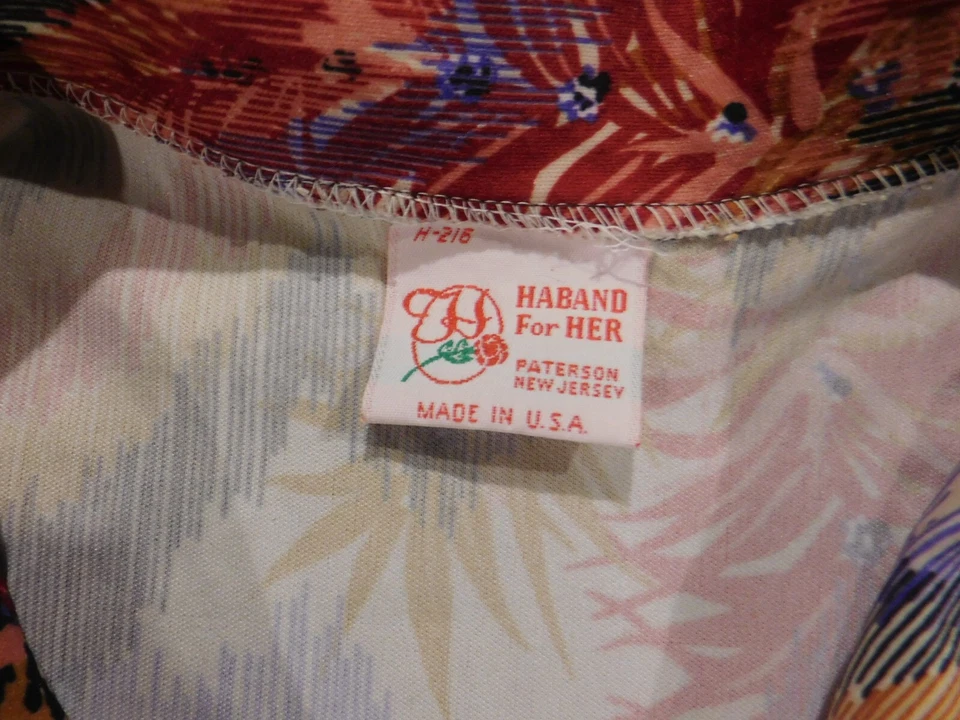 H-216
H
HABAND
For HER
PATERSON
NEW JERSEY
MADE IN U.S.A.